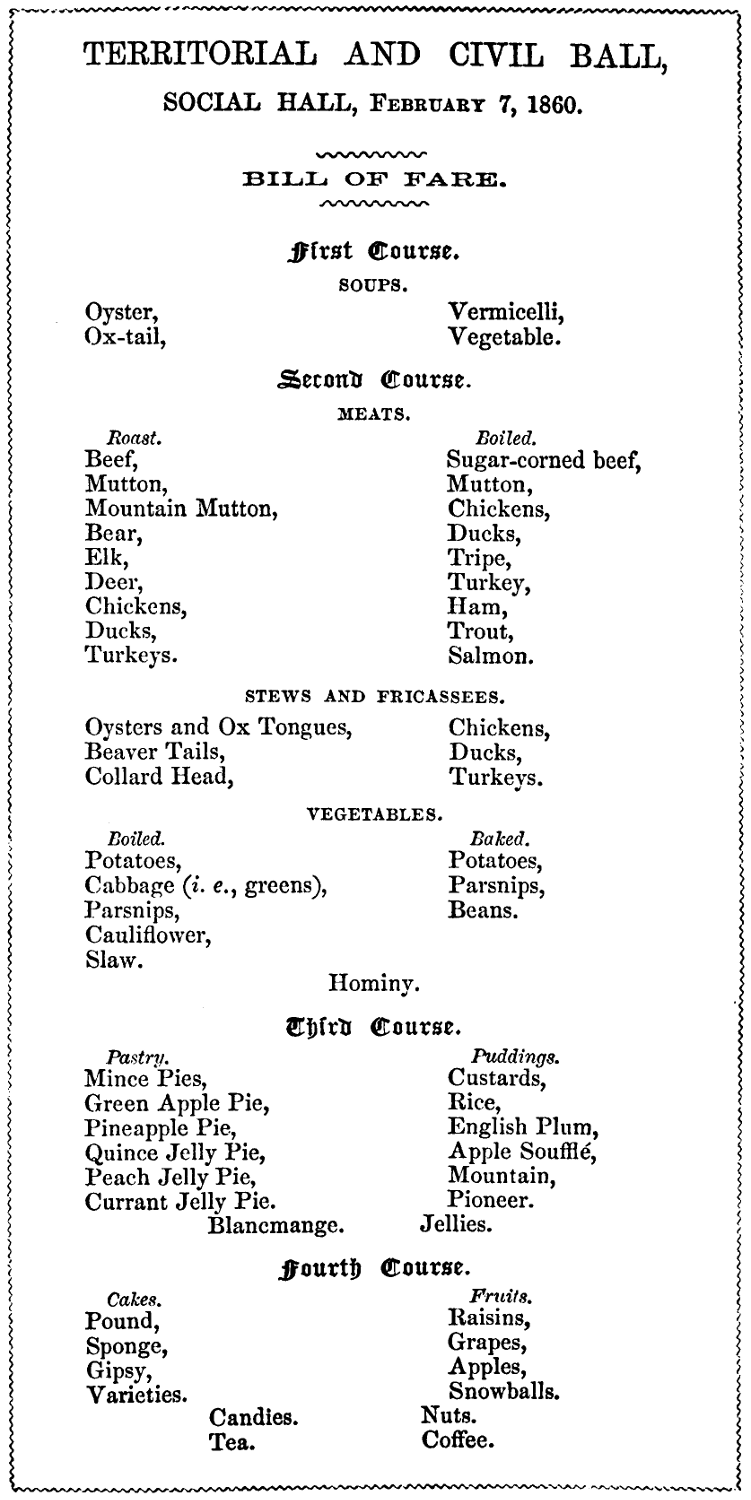 TERRITORIAL AND CIVIL BALL,
SOCIAL HALL, FEBRUARY 7, 1860.
BILL OF FARE.
First Course.
SOUPS.
Oyster,
Ox-tail,
Vermicelli,
Vegetable.
Second Course.
MEATS.
Roast.
Beef,
Mutton,
Mountain Mutton,
Bear,
Elk,
Deer,
Chickens,
Ducks,
Turkeys.
Boiled.
Sugar-corned beef,
Mutton,
Chickens,
Ducks,
Tripe,
Turkey,
Ham,
Trout,
Salmon.
STEWS AND FRICASSEES.
Oysters and Ox Tongues,
Beaver Tails,
Collard Head,
Chickens,
Ducks,
Turkeys.
VEGETABLES.
Boiled.
Potatoes,
Cabbage (i. e., greens),
Parsnips,
Cauliflower,
Slaw.
Baked.
Potatoes,
Parsnips,
Beans.
Hominy.
Third Course.
Pastry.
Mince Pies,
Green Apple Pie,
Pineapple Pie,
Quince Jelly Pie,
Peach Jelly Pie,
Currant Jelly Pie.
Puddings.
Custards,
Rice,
English Plum,
Apple Soufflé,
Mountain,
Pioneer.
Blancmange. Jellies.
Fourth Course.
Cakes.
Pound,
Sponge,
Gipsy,
Varieties.
Fruits.
Raisins,
Grapes,
Apples,
Snowballs.
Candies. Nuts.
Tea. Coffee.